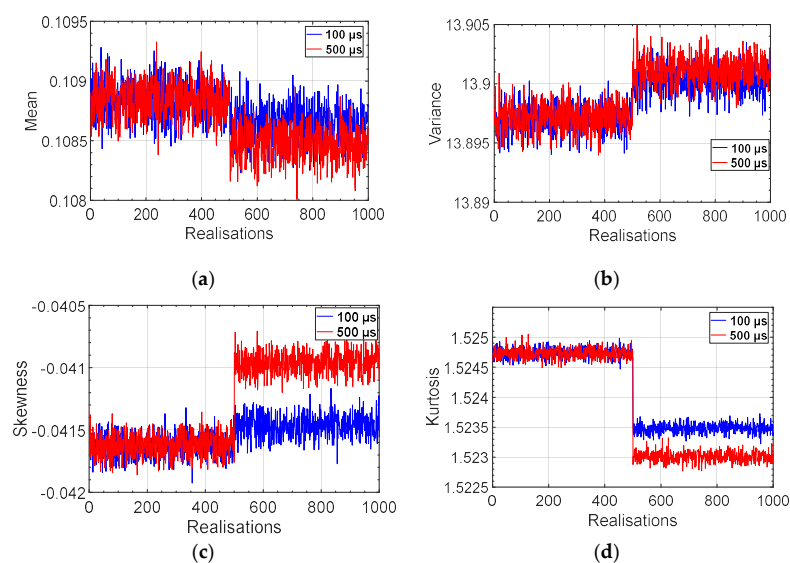 0.1095
0.109
0.1085
0.108
Mean
100 µs
500 µs
0 200 400 600 800 1000
Realisations
(a)
13.905
13.9
13.895
13.89
Variance
100 µs
500 µs
0 200 400 600 800 1000
Realisations
(b)
-0.0405
-0.041
-0.0415
-0.042
Skewness
100 µs
500 µs
0 200 400 600 800 1000
Realisations
(c)
1.525
1.5245
1.524
1.5235
1.523
1.5225
Kurtosis
100 µs
500 µs
0 200 400 600 800 1000
Realisations
(d)